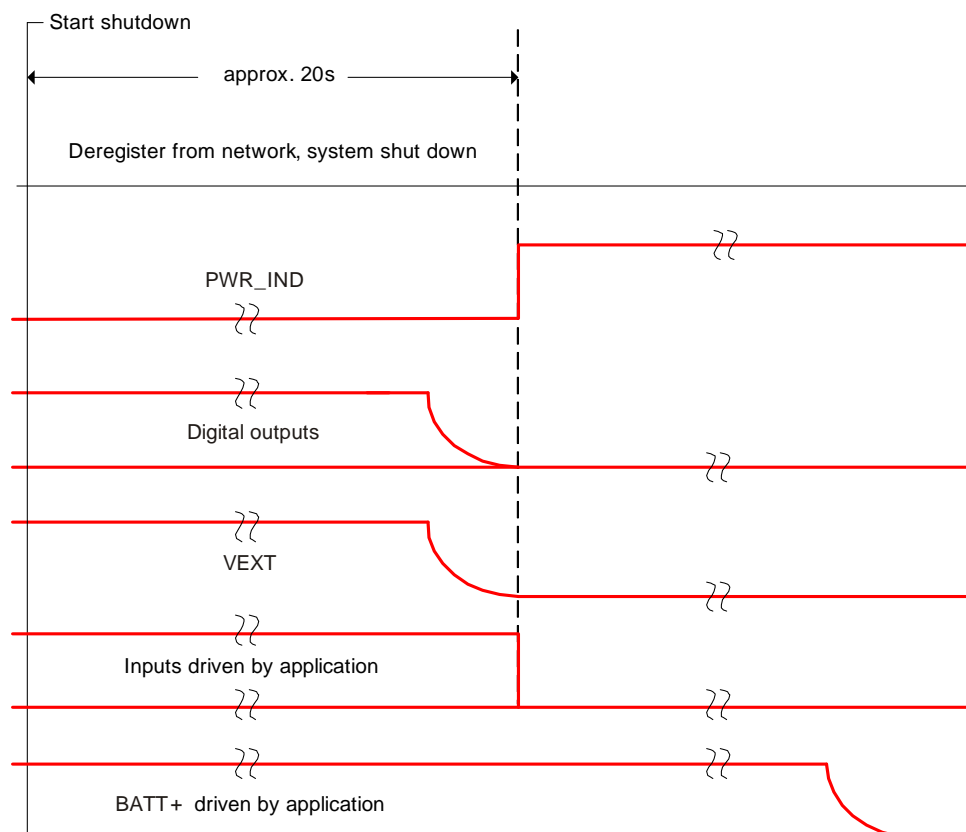 Start shutdown
approx. 20s
Deregister from network, system shut down
PWR_IND
Digital outputs
VEXT
Inputs driven by application
BATT+ driven by application